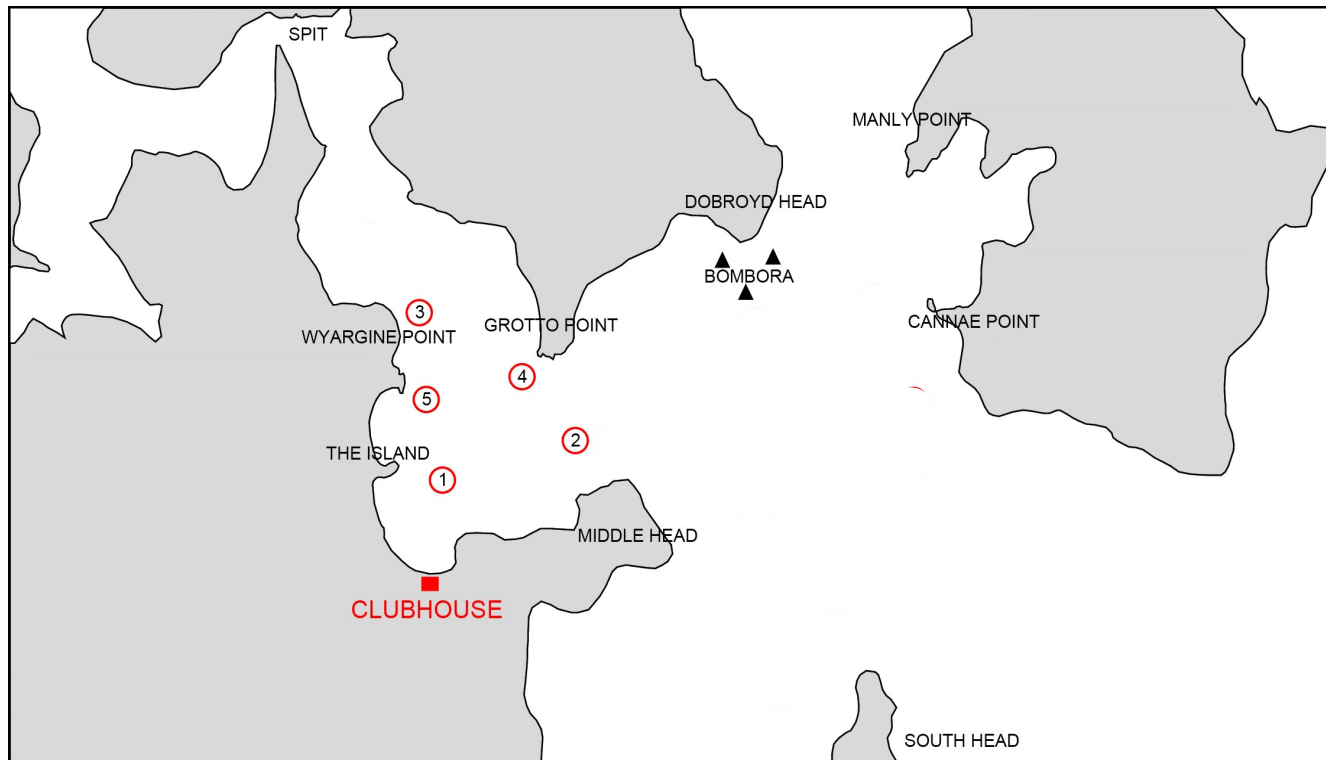 SPIT
MANLY POINT
DOBROYD HEAD
BOMBORA
3
GROTTO POINT
CANNAE POINT
WYARGINE POINT
4
5
2
THE ISLAND
1
MIDDLE HEAD
CLUBHOUSE
SOUTH HEAD